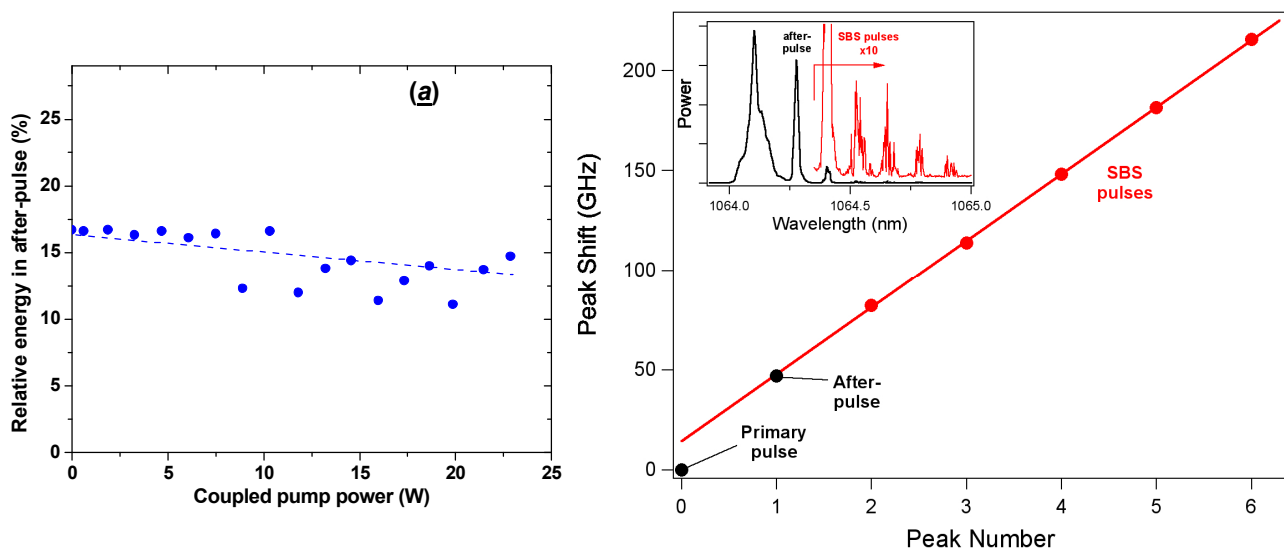 (a)
Relative energy in after-pulse (%)
25
20
15
10
5
0
0 5 10 15 20 25
Coupled pump power (W)
Peak Shift (GHz)
200
150
100
50
0
0 1 2 3 4 5 6
Peak Number
Primary
pulse
After-
pulse
SBS
pulses
Power
after-
pulse
SBS pulses
x10
1064.0 1064.5 1065.0
Wavelength (nm)